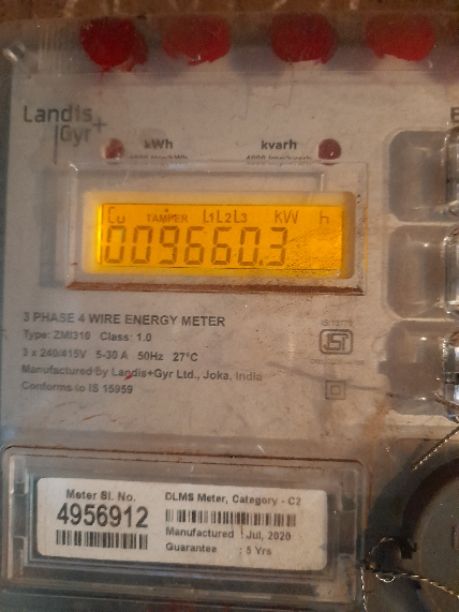 Landis
Gyr+
kWh kvarh
Cu TAMPER L1L2L3 kW h
009660.3
3 PHASE 4 WIRE ENERGY METER
Type: ZMI310 Class: 1.0
3 x 240/415V 5-30 A 50Hz 27°C
Manufactured By Landis+Gyr Ltd., Joka, India
Conforms to IS 15959
Meter Sl. No. DLMS Meter, Category - C2
4956912
Manufactured : Jul, 2020
Guarantee : 5 Yrs